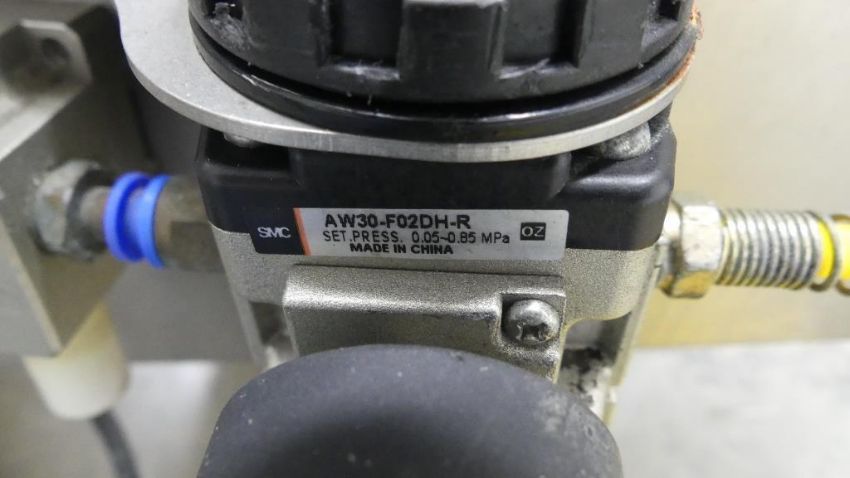 SMC
AW30-F02DH-R
SET.PRESS. 0.05~0.85 MPa
MADE IN CHINA
OZ